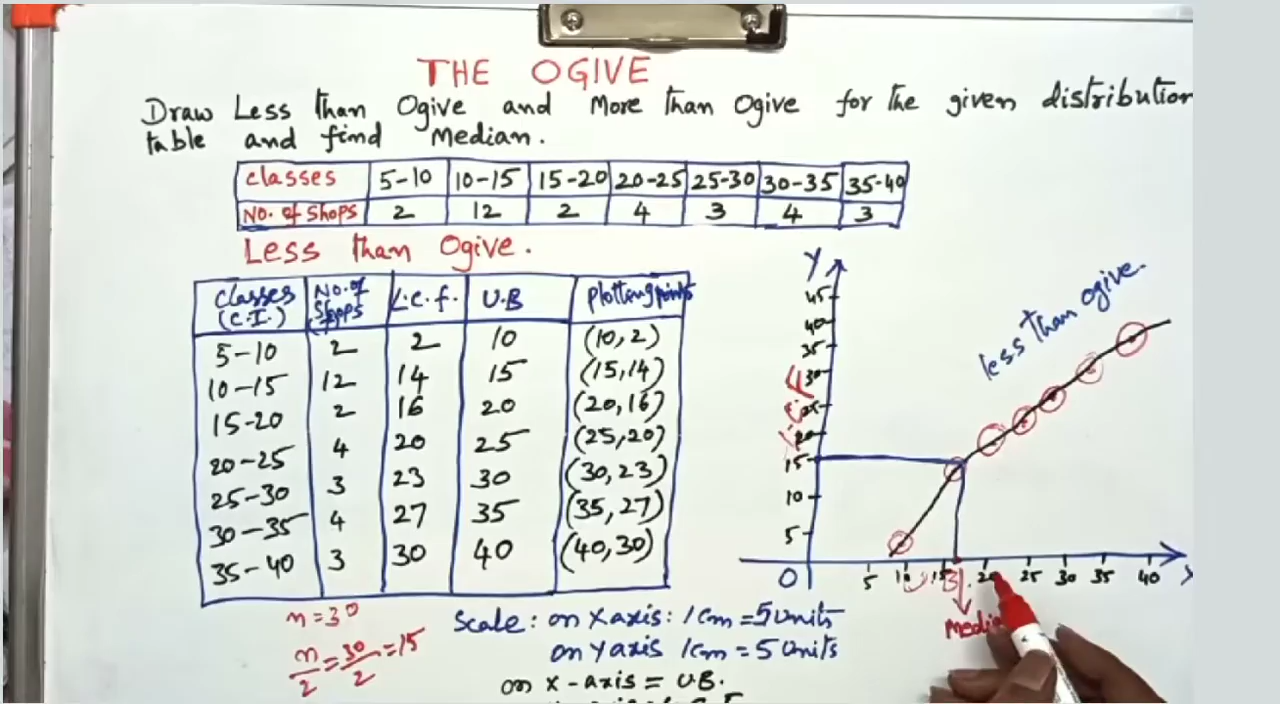 THE OGIVE
Draw Less than Ogive and More than Ogive for the given distribution
table and find Median.
classes 5-10 10-15 15-20 20-25 25-30 30-35 35-40
No. of Shops 2 12 2 4 3 4 3
Less than Ogive.
Classes (C.I.) No. of Shops L.c.f. U.B
5-10 2 2 10 (10,2)
10-15 12 14 15 (15,14)
15-20 2 16 20 (20,16)
20-25 4 20 25 (25,20)
25-30 3 23 30 (30,23)
30-35 4 27 35 (35,27)
35-40 3 30 40 (40,30)
n=30
n/2=30/2=15
Scale: on x axis: 1cm=5units
on y axis 1cm=5units
on x-axis = U.B.
Y
45
40
35
30
25
20
15
10
5
O 5 10 15 20 25 30 35 40 X
less than ogive.